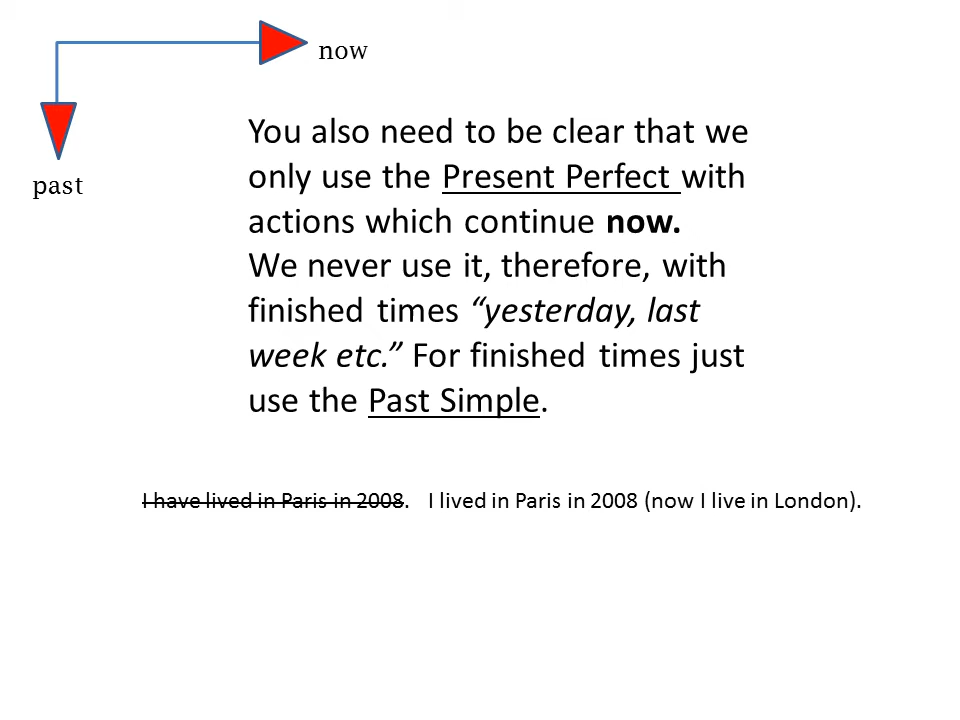 now
past
You also need to be clear that we
only use the Present Perfect with
actions which continue now.
We never use it, therefore, with
finished times “yesterday, last
week etc.” For finished times just
use the Past Simple.
I have lived in Paris in 2008. I lived in Paris in 2008 (now I live in London).